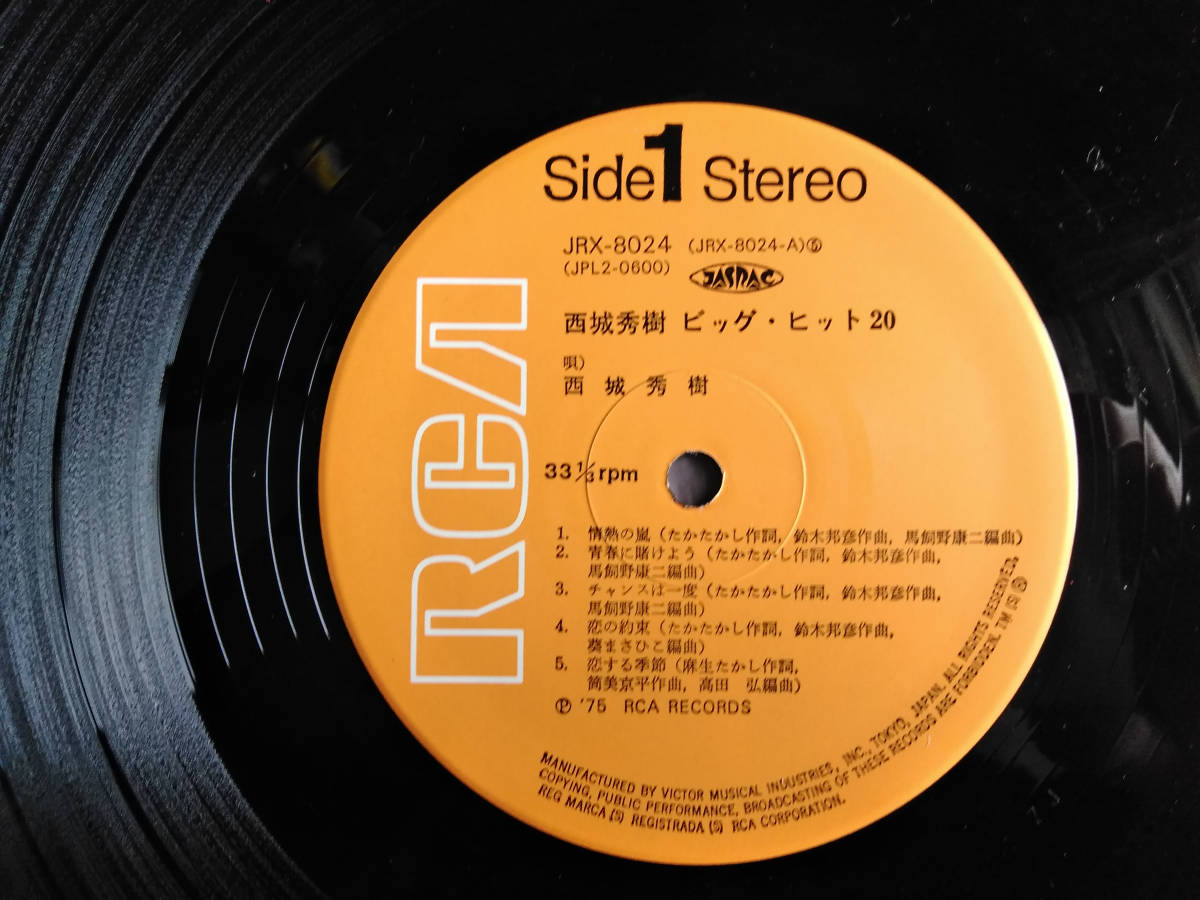 Side 1 Stereo
JRX-8024 (JRX-8024-A)⑤
(JPL2-0600) JASRAC
西城秀樹 ビッグ・ヒット20
唄)
西城秀樹
RCA
33 1/3 rpm
1. 情熱の嵐 (たかたかし作詞, 鈴木邦彦作曲, 馬飼野康二編曲)
2. 青春に賭けよう (たかたかし作詞, 鈴木邦彦作曲,
馬飼野康二編曲)
3. チャンスは一度 (たかたかし作詞, 鈴木邦彦作曲,
馬飼野康二編曲)
4. 恋の約束 (たかたかし作詞, 鈴木邦彦作曲,
葵まさひこ編曲)
5. 恋する季節 (麻生たかし作詞,
筒美京平作曲, 高田 弘編曲)
Ⓟ '75 RCA RECORDS
MANUFACTURED BY VICTOR MUSICAL INDUSTRIES, INC., TOKYO, JAPAN. ALL RIGHTS RESERVED.
COPYING, PUBLIC PERFORMANCE, BROADCASTING OF THESE RECORDS ARE FORBIDDEN. TM (S)
REG MARCA (S) REGISTRADA (S) RCA CORPORATION.